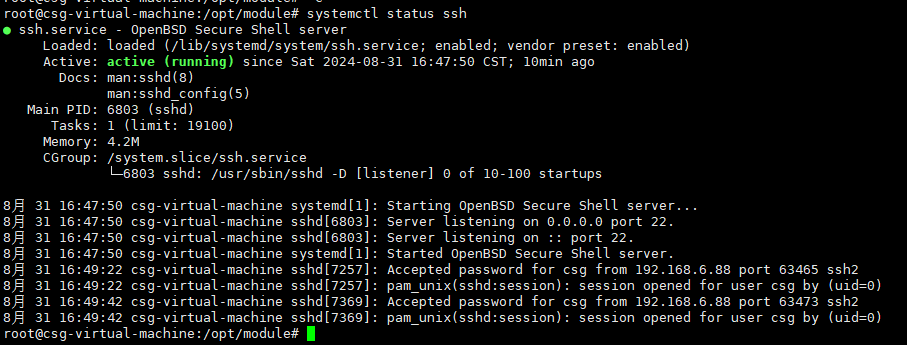 root@csg-virtual-machine:/opt/module# systemctl status ssh
● ssh.service - OpenBSD Secure Shell server
Loaded: loaded (/lib/systemd/system/ssh.service; enabled; vendor preset: enabled)
Active: active (running) since Sat 2024-08-31 16:47:50 CST; 10min ago
Docs: man:sshd(8)
man:sshd_config(5)
Main PID: 6803 (sshd)
Tasks: 1 (limit: 19100)
Memory: 4.2M
CGroup: /system.slice/ssh.service
└─6803 sshd: /usr/sbin/sshd -D [listener] 0 of 10-100 startups
8月 31 16:47:50 csg-virtual-machine systemd[1]: Starting OpenBSD Secure Shell server...
8月 31 16:47:50 csg-virtual-machine sshd[6803]: Server listening on 0.0.0.0 port 22.
8月 31 16:47:50 csg-virtual-machine sshd[6803]: Server listening on :: port 22.
8月 31 16:47:50 csg-virtual-machine systemd[1]: Started OpenBSD Secure Shell server.
8月 31 16:49:22 csg-virtual-machine sshd[7257]: Accepted password for csg from 192.168.6.88 port 63465 ssh2
8月 31 16:49:22 csg-virtual-machine sshd[7257]: pam_unix(sshd:session): session opened for user csg by (uid=0)
8月 31 16:49:42 csg-virtual-machine sshd[7369]: Accepted password for csg from 192.168.6.88 port 63473 ssh2
8月 31 16:49:42 csg-virtual-machine sshd[7369]: pam_unix(sshd:session): session opened for user csg by (uid=0)
root@csg-virtual-machine:/opt/module#